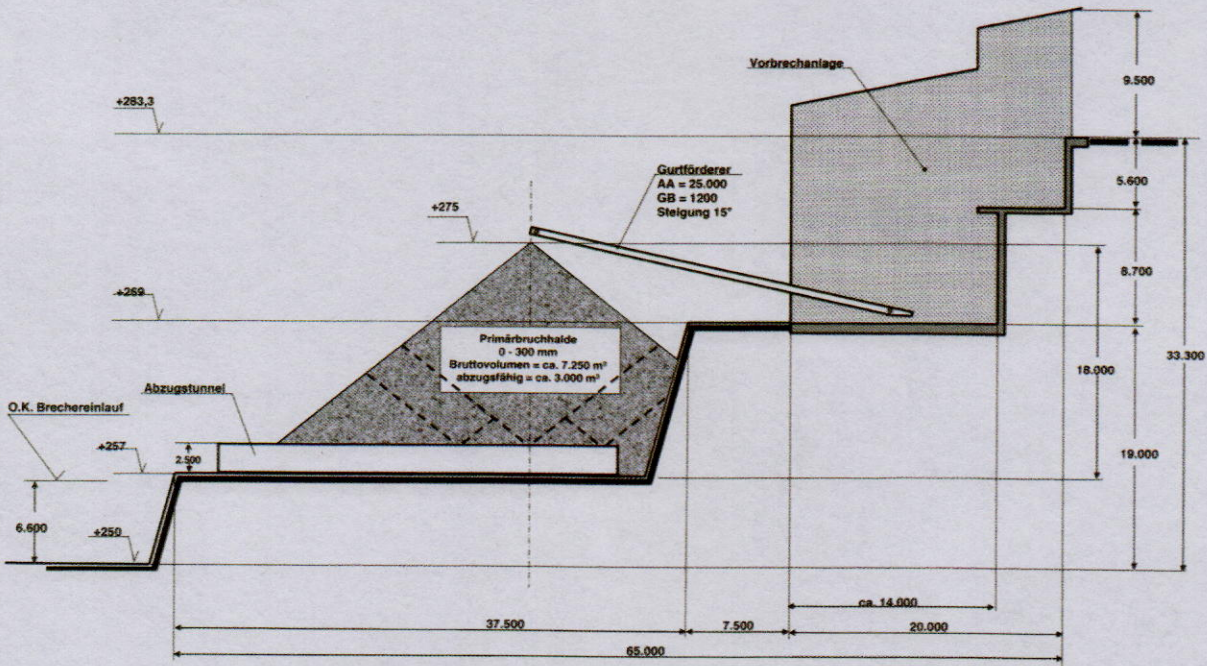 9.500
Vorbrechanlage
+283,3
Gurtförderer
AA = 25.000
GB = 1200
Steigung 15°
5.600
+275
8.700
+259
Primärbruchhalde
0 - 300 mm
Bruttovolumen = ca. 7.250 m³
abzugsfähig = ca. 3.000 m³
33.300
18.000
Abzugstunnel
O.K. Brechereinlauf
+257
2.500
19.000
6.600
+250
ca. 14.000
37.500
7.500
20.000
65.000